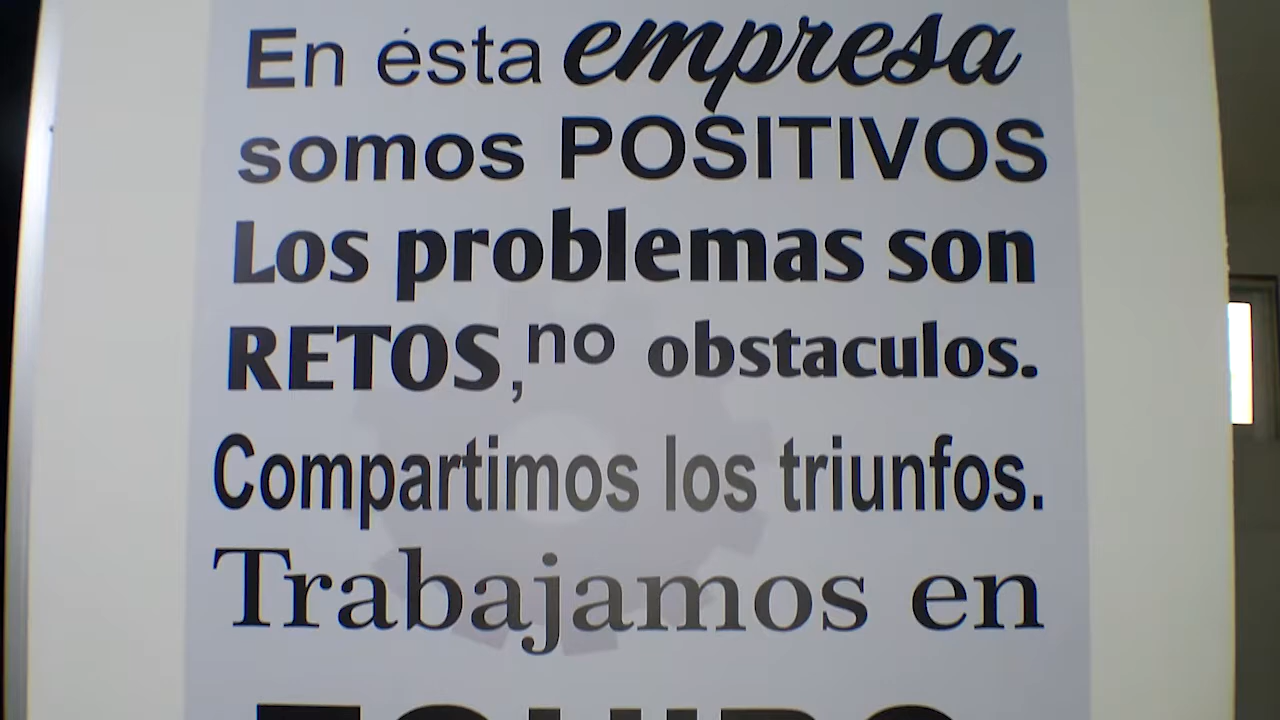 En ésta empresa
somos POSITIVOS
Los problemas son
RETOS, no obstaculos.
Compartimos los triunfos.
Trabajamos en